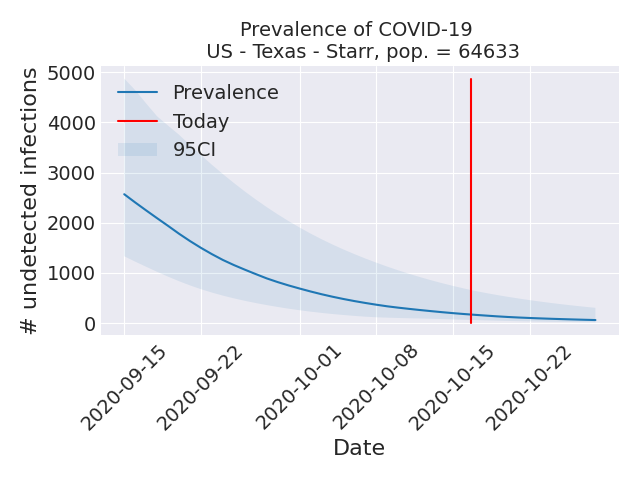 Prevalence of COVID-19
US - Texas - Starr, pop. = 64633
# undetected infections
5000
4000
3000
2000
1000
0
Prevalence
Today
95CI
2020-09-15
2020-09-22
2020-10-01
2020-10-08
2020-10-15
2020-10-22
Date